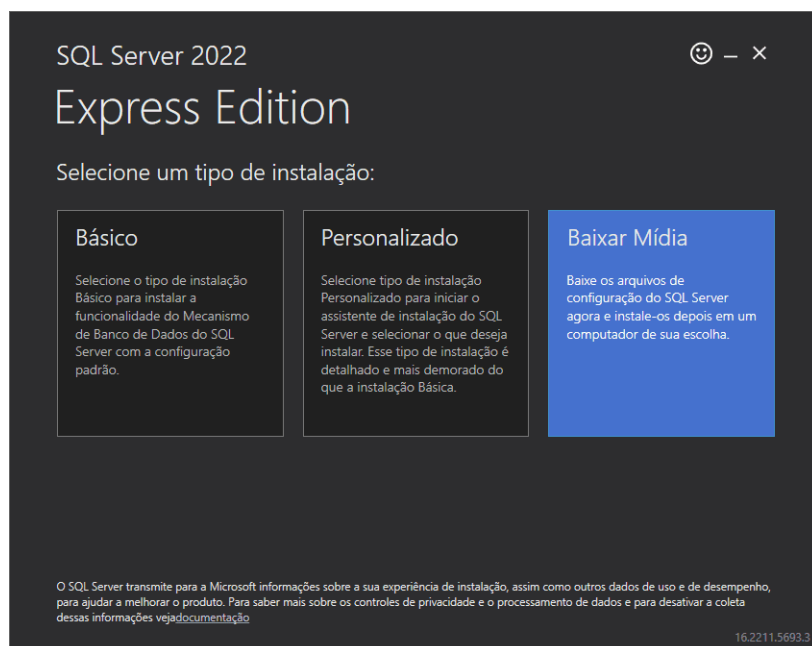 SQL Server 2022
Express Edition
Selecione um tipo de instalação:
Básico
Selecione o tipo de instalação
Básico para instalar a
funcionalidade do Mecanismo
de Banco de Dados do SQL
Server com a configuração
padrão.
Personalizado
Selecione tipo de instalação
Personalizado para iniciar o
assistente de instalação do SQL
Server e selecionar o que deseja
instalar. Esse tipo de instalação é
detalhado e mais demorado do
que a instalação Básica.
Baixar Mídia
Baixe os arquivos de
configuração do SQL Server
agora e instale-os depois em um
computador de sua escolha.
O SQL Server transmite para a Microsoft informações sobre a sua experiência de instalação, assim como outros dados de uso e de desempenho,
para ajudar a melhorar o produto. Para saber mais sobre os controles de privacidade e o processamento de dados e para desativar a coleta
dessas informações vejadocumentação
16.2211.5693.3